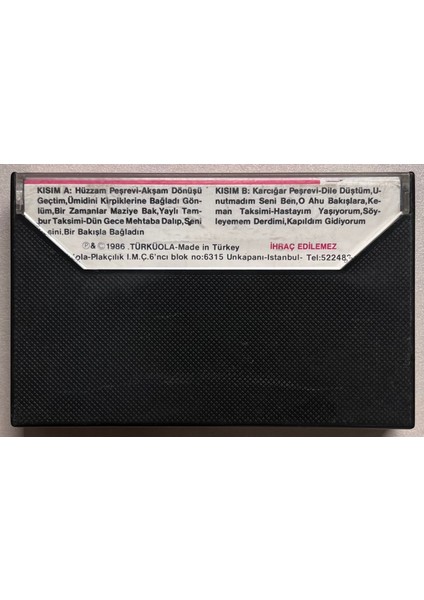 KISIM A: Hüzzam Peşrevi-Akşam Dönüşü
Geçtim,Ümidini Kirpiklerine Bağladı Gön-
lüm,Bir Zamanlar Maziye Bak,Yaylı Tam-
bur Taksimi-Dün Gece Mehtaba Dalıp,Seni
sini,Bir Bakışla Bağladın
KISIM B: Karcığar Peşrevi-Dile Düştüm,U-
nutmadım Seni Ben,O Ahu Bakışlara,Ke-
man Taksimi-Hastayım Yaşıyorum,Söy-
leyemem Derdimi,Kapıldım Gidiyorum
℗&©1986 .TÜRKÜOLA-Made in Türkey
İHRAÇ EDİLEMEZ
ola-Plakçılık I.M.Ç.6'ncı blok no:6315 Unkapanı-Istanbul- Tel:522482